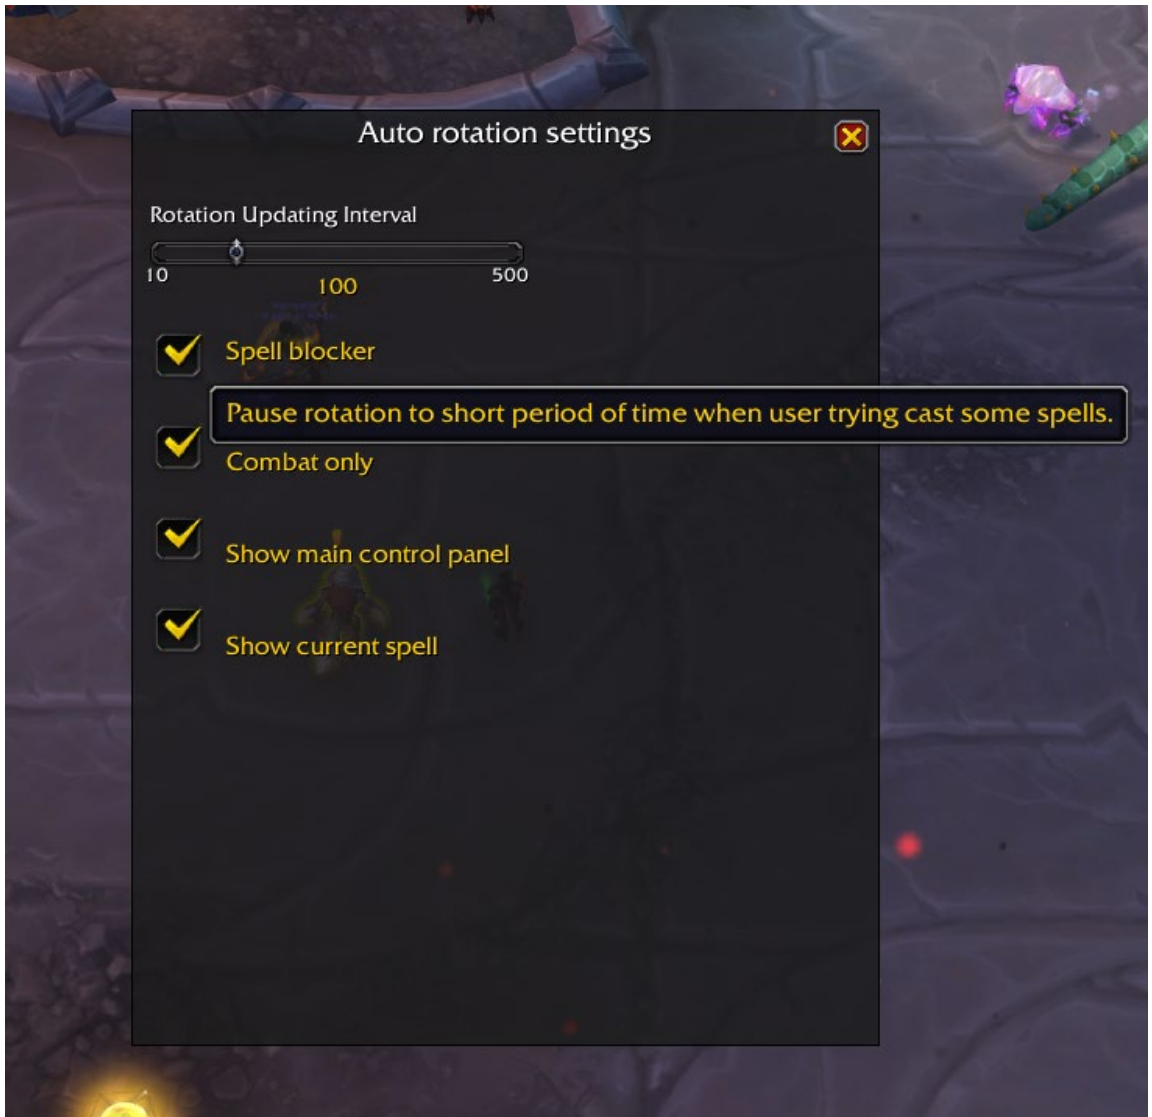 Auto rotation settings
Rotation Updating Interval
10 500
100
Spell blocker
Pause rotation to short period of time when user trying cast some spells.
Combat only
Show main control panel
Show current spell